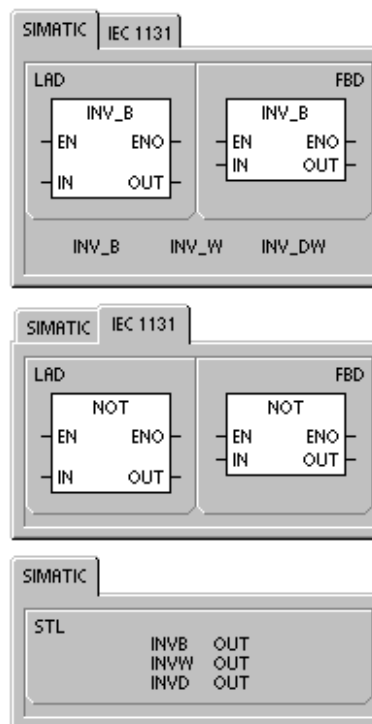 SIMATIC IEC 1131
LAD FBD
INV_B INV_B
EN ENO EN ENO
IN OUT IN OUT
INV_B INV_W INV_DW
SIMATIC IEC 1131
LAD FBD
NOT NOT
EN ENO EN ENO
IN OUT IN OUT
SIMATIC
STL
INVB OUT
INVW OUT
INVD OUT